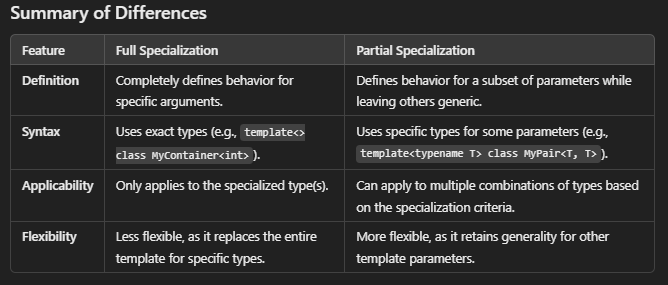 Summary of Differences
Feature Full Specialization Partial Specialization
Definition Completely defines behavior for Defines behavior for a subset of parameters while
specific arguments. leaving others generic.
Syntax Uses exact types (e.g., template<> Uses specific types for some parameters (e.g.,
class MyContainer<int> ). template<typename T> class MyPair<T, T> ).
Applicability Only applies to the specialized type(s). Can apply to multiple combinations of types based
on the specialization criteria.
Flexibility Less flexible, as it replaces the entire More flexible, as it retains generality for other
template for specific types. template parameters.